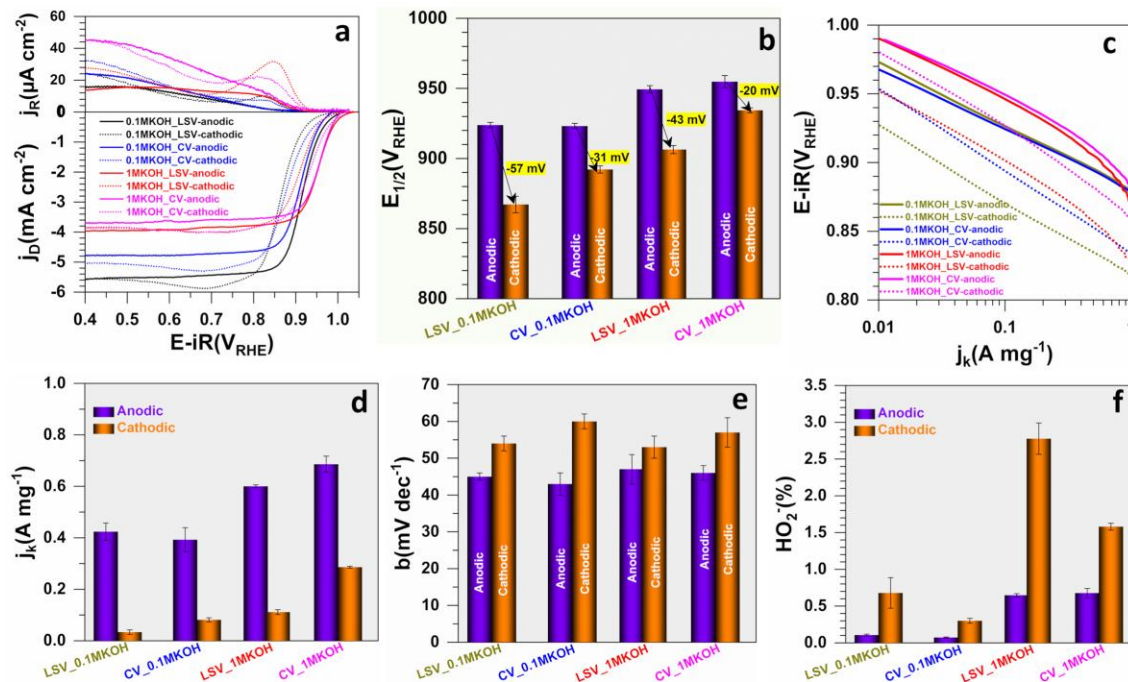 a
j_R(µA cm⁻²)
60
40
20
0
0
-1
-2
-3
-4
-5
-6
j_D(mA cm⁻²)
0.1MKOH_LSV-anodic
0.1MKOH_LSV-cathodic
0.1MKOH_CV-anodic
0.1MKOH_CV-cathodic
1MKOH_LSV-anodic
1MKOH_LSV-cathodic
1MKOH_CV-anodic
1MKOH_CV-cathodic
0.4 0.5 0.6 0.7 0.8 0.9 1.0
E-iR(V_RHE)
b
E_1/2(V_RHE)
1000
950
900
850
800
-57 mV
-31 mV
-43 mV
-20 mV
Anodic Cathodic Anodic Cathodic Anodic Cathodic Anodic Cathodic
LSV_0.1MKOH CV_0.1MKOH LSV_1MKOH CV_1MKOH
c
E-iR(V_RHE)
1.00
0.95
0.90
0.85
0.80
0.1MKOH_LSV-anodic
0.1MKOH_LSV-cathodic
0.1MKOH_CV-anodic
0.1MKOH_CV-cathodic
1MKOH_LSV-anodic
1MKOH_LSV-cathodic
1MKOH_CV-anodic
1MKOH_CV-cathodic
0.01 0.1
j_k(A mg⁻¹)
d
j_k(A mg⁻¹)
1.0
0.8
0.6
0.4
0.2
0.0
Anodic
Cathodic
LSV_0.1MKOH CV_0.1MKOH LSV_1MKOH CV_1MKOH
e
b(mV dec⁻¹)
70
60
50
40
30
20
10
0
Anodic Cathodic Anodic Cathodic Anodic Cathodic Anodic Cathodic
LSV_0.1MKOH CV_0.1MKOH LSV_1MKOH CV_1MKOH
f
HO₂⁻(%)
3.5
3.0
2.5
2.0
1.5
1.0
0.5
0.0
Anodic
Cathodic
LSV_0.1MKOH CV_0.1MKOH LSV_1MKOH CV_1MKOH